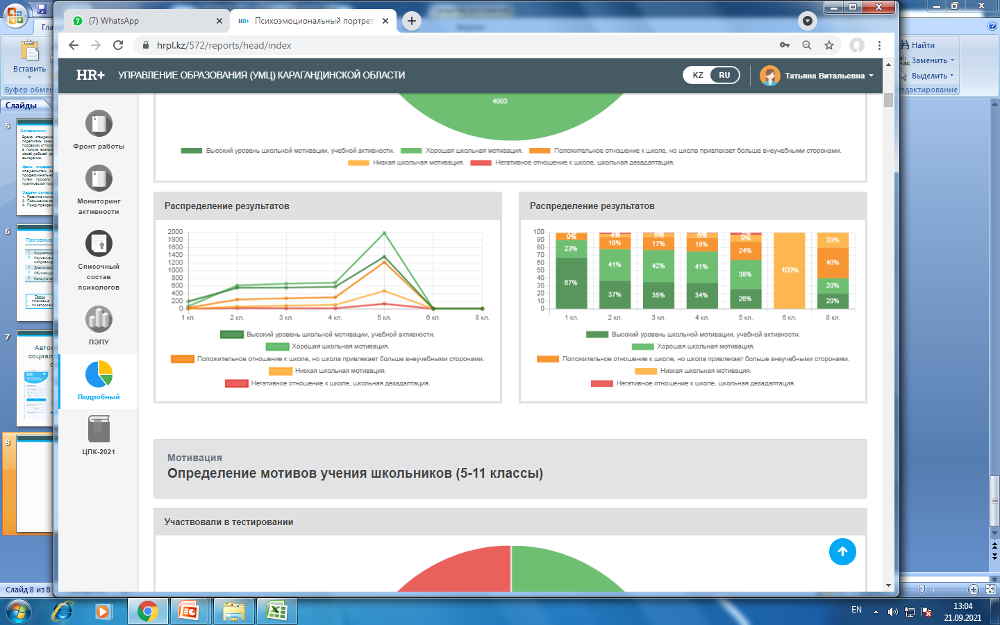 (7) WhatsApp
HR+ Психоэмоциональный портрет
hrpl.kz/572/reports/head/index
Вставить
Буфер обмен
Найти
Заменить
Выделить
Редактирование
HR+ УПРАВЛЕНИЕ ОБРАЗОВАНИЯ (УМЦ) КАРАГАНДИНСКОЙ ОБЛАСТИ
KZ RU
Татьяна Витальевна
Слайды
5
6
7
8
Фронт работы
Мониторинг
активности
Списочный
состав
психологов
ПЭПУ
Подробный
ЦПК-2021
4003
Высокий уровень школьной мотивации, учебной активности. Хорошая школьная мотивация. Положительное отношение к школе, но школа привлекает больше внеучебными сторонами.
Низкая школьная мотивация. Негативное отношение к школе, школьная дезадаптация.
Распределение результатов
2000
1800
1600
1400
1200
1000
800
600
400
200
0
1 кл. 2 кл. 3 кл. 4 кл. 5 кл. 6 кл. 8 кл.
Высокий уровень школьной мотивации, учебной активности.
Хорошая школьная мотивация.
Положительное отношение к школе, но школа привлекает больше внеучебными сторонами.
Низкая школьная мотивация.
Негативное отношение к школе, школьная дезадаптация.
Распределение результатов
100
90
80
70
60
50
40
30
20
10
0
9% 23% 67%
4% 16% 41% 37%
5% 17% 42% 35%
6% 18% 41% 34%
9% 24% 38% 26%
100%
20% 40% 20% 20%
1 кл. 2 кл. 3 кл. 4 кл. 5 кл. 6 кл. 8 кл.
Высокий уровень школьной мотивации, учебной активности.
Хорошая школьная мотивация.
Положительное отношение к школе, но школа привлекает больше внеучебными сторонами.
Низкая школьная мотивация.
Негативное отношение к школе, школьная дезадаптация.
Мотивация
Определение мотивов учения школьников (5-11 классы)
Участвовали в тестировании
Слайд 8 из 8
EN
13:04
21.09.2021